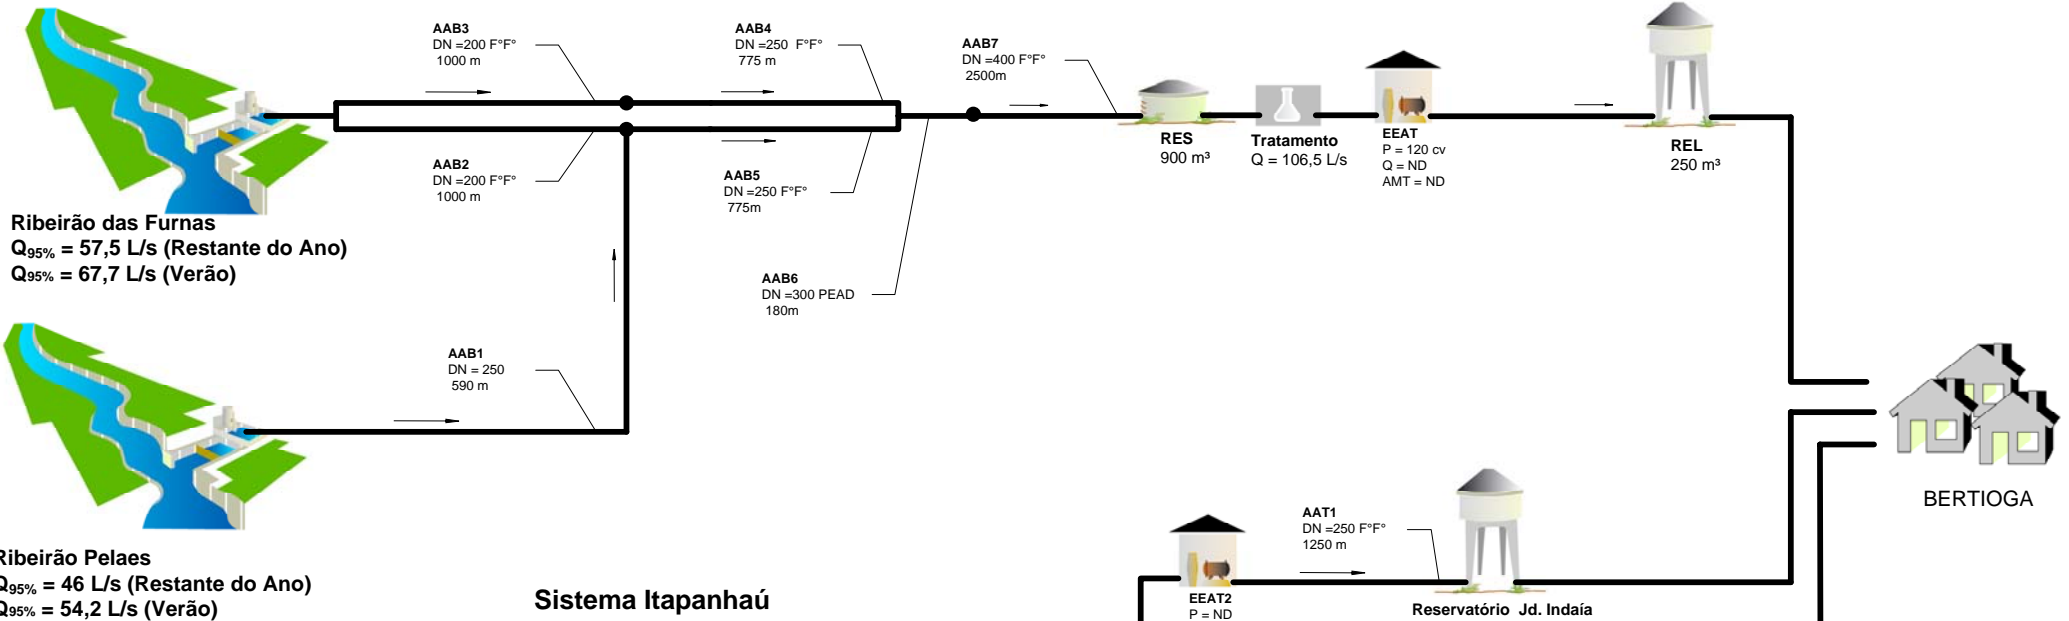 AAB3
DN =200 F°F°
1000 m
AAB4
DN =250 F°F°
775 m
AAB7
DN =400 F°F°
2500m
RES
900 m³
Tratamento
Q = 106,5 L/s
EEAT
P = 120 cv
Q = ND
AMT = ND
REL
250 m³
AAB2
DN =200 F°F°
1000 m
AAB5
DN =250 F°F°
775m
Ribeirão das Furnas
Q95% = 57,5 L/s (Restante do Ano)
Q95% = 67,7 L/s (Verão)
AAB6
DN =300 PEAD
180m
AAB1
DN = 250
590 m
BERTIOGA
Ribeirão Pelaes
Q95% = 46 L/s (Restante do Ano)
Q95% = 54,2 L/s (Verão)
Sistema Itapanhaú
AAT1
DN =250 F°F°
1250 m
EEAT2
P = ND
Reservatório Jd. Indaía